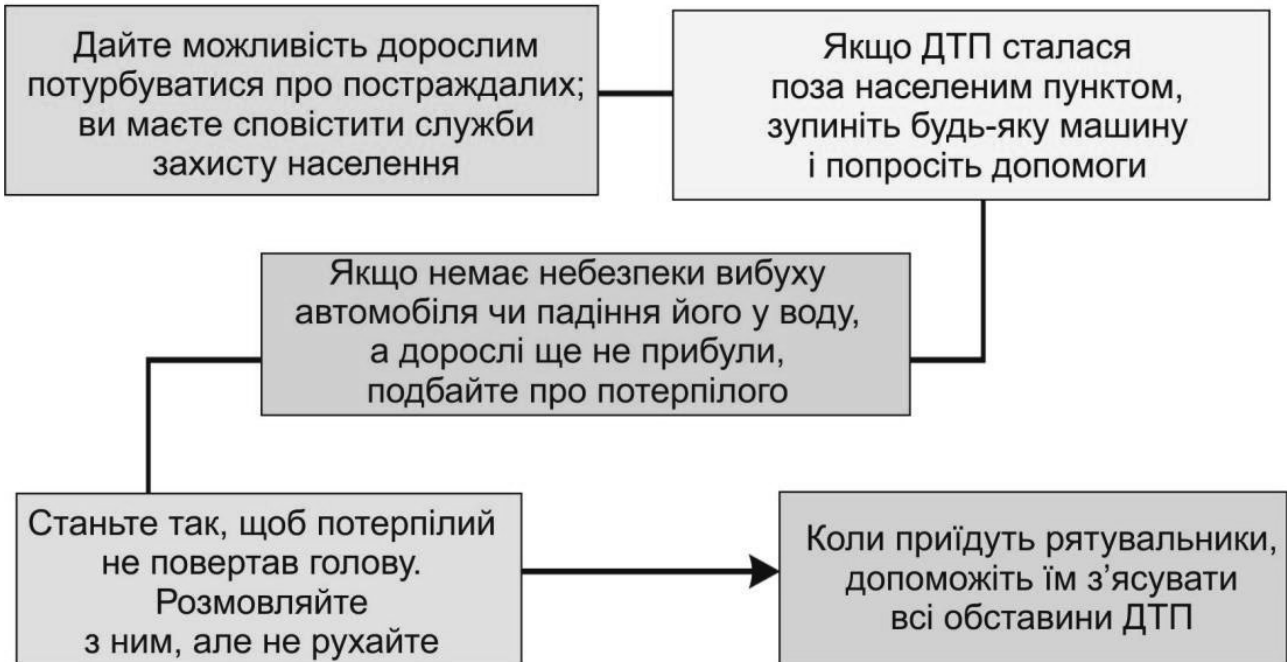 Дайте можливість дорослим
потурбуватися про постраждалих;
ви маєте сповістити служби
захисту населення
Якщо ДТП сталася
поза населеним пунктом,
зупиніть будь-яку машину
і попросіть допомоги
Якщо немає небезпеки вибуху
автомобіля чи падіння його у воду,
а дорослі ще не прибули,
подбайте про потерпілого
Станьте так, щоб потерпілий
не повертав голову.
Розмовляйте
з ним, але не рухайте
Коли приїдуть рятувальники,
допоможіть їм з’ясувати
всі обставини ДТП